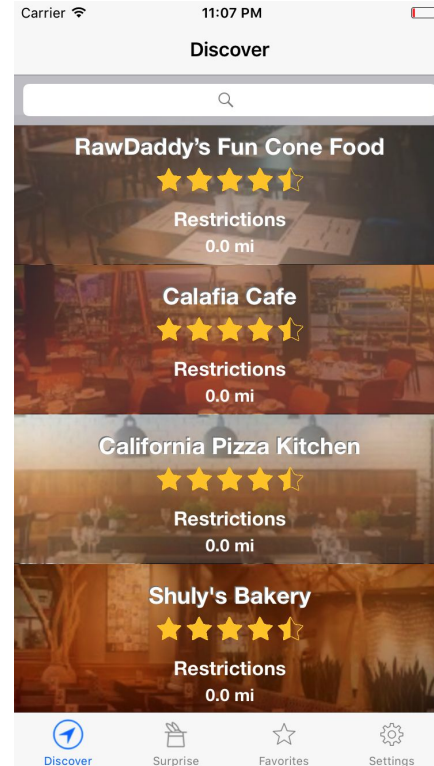 Carrier 11:07 PM
Discover
RawDaddy's Fun Cone Food
Restrictions
0.0 mi
Calafia Cafe
Restrictions
0.0 mi
California Pizza Kitchen
Restrictions
0.0 mi
Shuly's Bakery
Restrictions
0.0 mi
Discover Surprise Favorites Settings